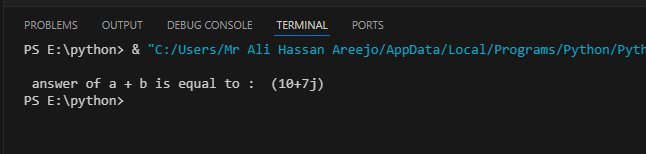 PROBLEMS OUTPUT DEBUG CONSOLE TERMINAL PORTS
PS E:\python> & "C:/Users/Mr Ali Hassan Areejo/AppData/Local/Programs/Python/Pyth
answer of a + b is equal to : (10+7j)
PS E:\python>